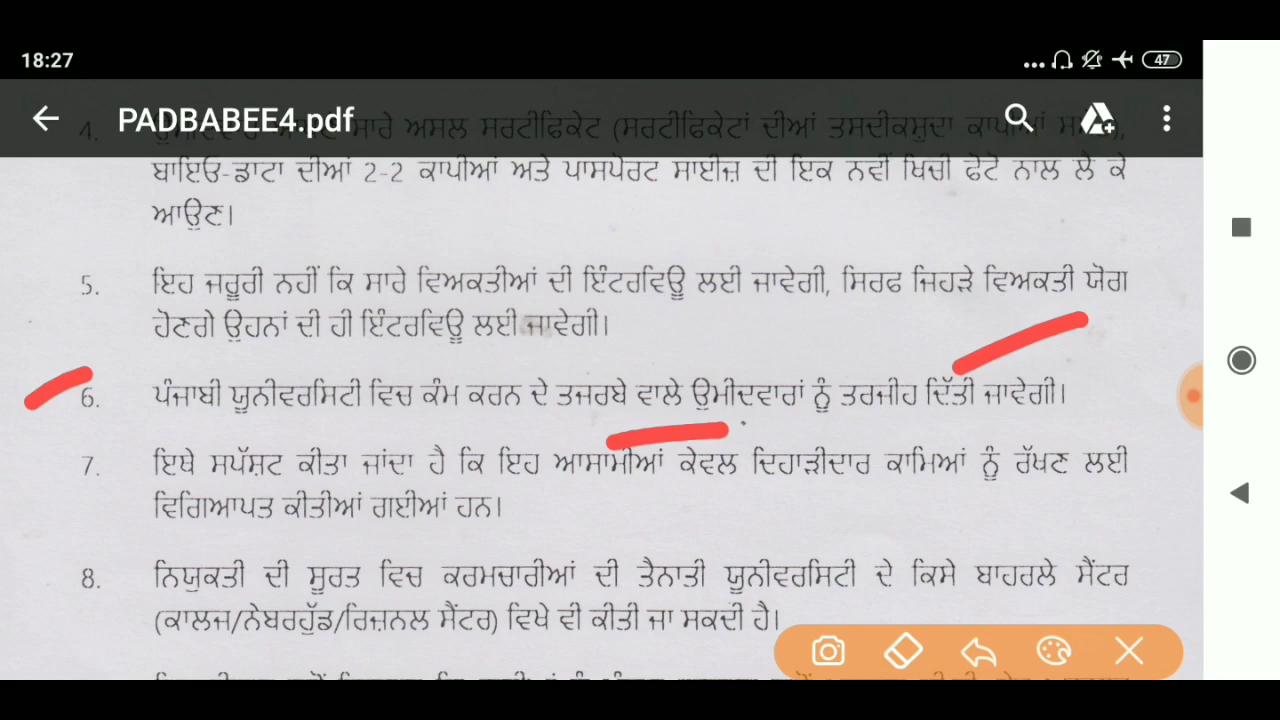 18:27
47
PADBABEE4.pdf
4. ਸਾਰੇ ਅਸਲ ਸਰਟੀਫਿਕੇਟ (ਸਰਟੀਫਿਕੇਟਾਂ ਦੀਆਂ ਤਸਦੀਕਸ਼ੁਦਾ ਕਾਪੀਆਂ
ਬਾਇਓ-ਡਾਟਾ ਦੀਆਂ 2-2 ਕਾਪੀਆਂ ਅਤੇ ਪਾਸਪੋਰਟ ਸਾਈਜ਼ ਦੀ ਇਕ ਨਵੀਂ ਖਿਚੀ ਫੋਟੋ ਨਾਲ ਲੈ ਕੇ
ਆਉਣ।
5. ਇਹ ਜਰੂਰੀ ਨਹੀਂ ਕਿ ਸਾਰੇ ਵਿਅਕਤੀਆਂ ਦੀ ਇੰਟਰਵਿਊ ਲਈ ਜਾਵੇਗੀ, ਸਿਰਫ ਜਿਹੜੇ ਵਿਅਕਤੀ ਯੋਗ
ਹੋਣਗੇ ਉਹਨਾਂ ਦੀ ਹੀ ਇੰਟਰਵਿਊ ਲਈ ਜਾਵੇਗੀ।
6. ਪੰਜਾਬੀ ਯੂਨੀਵਰਸਿਟੀ ਵਿਚ ਕੰਮ ਕਰਨ ਦੇ ਤਜਰਬੇ ਵਾਲੇ ਉਮੀਦਵਾਰਾਂ ਨੂੰ ਤਰਜੀਹ ਦਿੱਤੀ ਜਾਵੇਗੀ।
7. ਇਥੇ ਸਪੱਸ਼ਟ ਕੀਤਾ ਜਾਂਦਾ ਹੈ ਕਿ ਇਹ ਆਸਾਮੀਆਂ ਕੇਵਲ ਦਿਹਾੜੀਦਾਰ ਕਾਮਿਆਂ ਨੂੰ ਰੱਖਣ ਲਈ
ਵਿਗਿਆਪਤ ਕੀਤੀਆਂ ਗਈਆਂ ਹਨ।
8. ਨਿਯੁਕਤੀ ਦੀ ਸੂਰਤ ਵਿਚ ਕਰਮਚਾਰੀਆਂ ਦੀ ਤੈਨਾਤੀ ਯੂਨੀਵਰਸਿਟੀ ਦੇ ਕਿਸੇ ਬਾਹਰਲੇ ਸੈਂਟਰ
(ਕਾਲਜ/ਨੇਬਰਹੁੱਡ/ਰਿਜ਼ਨਲ ਸੈਂਟਰ) ਵਿਖੇ ਵੀ ਕੀਤੀ ਜਾ ਸਕਦੀ ਹੈ।